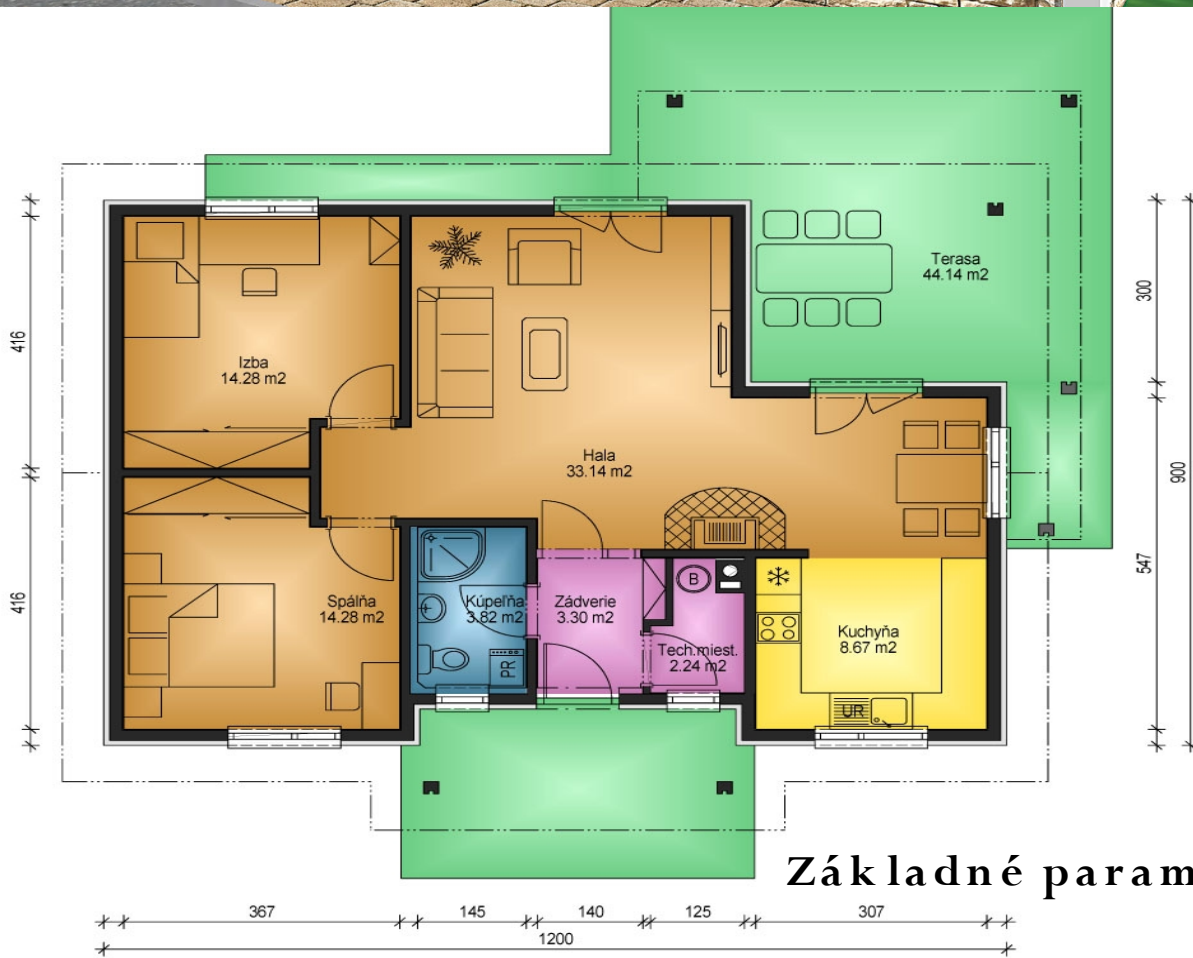 Terasa
44.14 m2
Izba
14.28 m2
Hala
33.14 m2
Spálňa
14.28 m2
Kúpeľňa
3.82 m2
Zádverie
3.30 m2
B
Tech.miest.
2.24 m2
Kuchyňa
8.67 m2
PR
UR
416
416
300
547
900
Základné param
367
145
140
125
307
1200